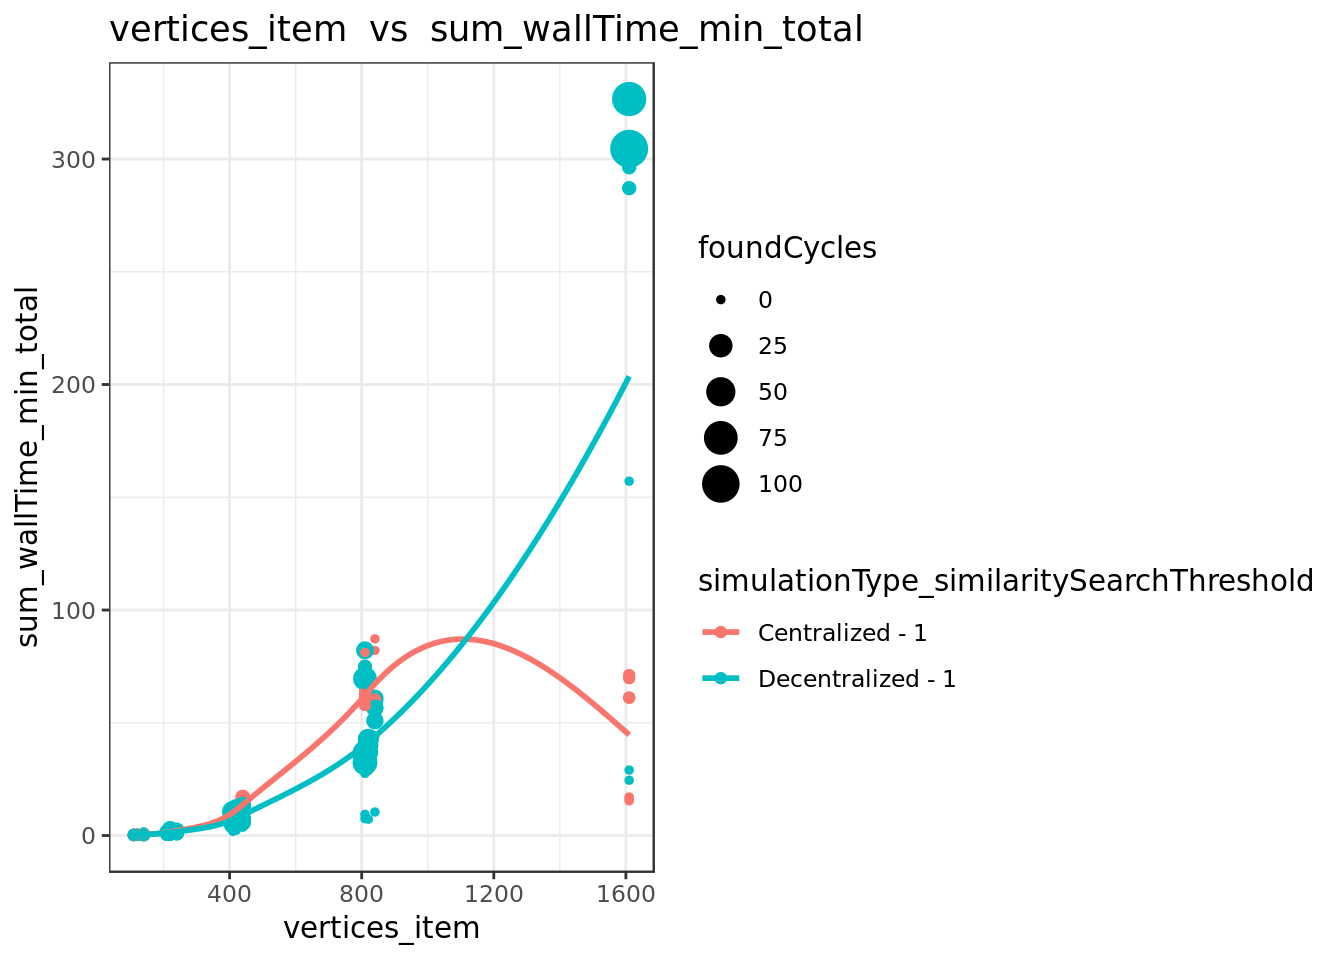 vertices_item vs sum_wallTime_min_total
300
200
100
0
sum_wallTime_min_total
400
800
1200
1600
vertices_item
foundCycles
0
25
50
75
100
simulationType_similaritySearchThreshold
Centralized - 1
Decentralized - 1